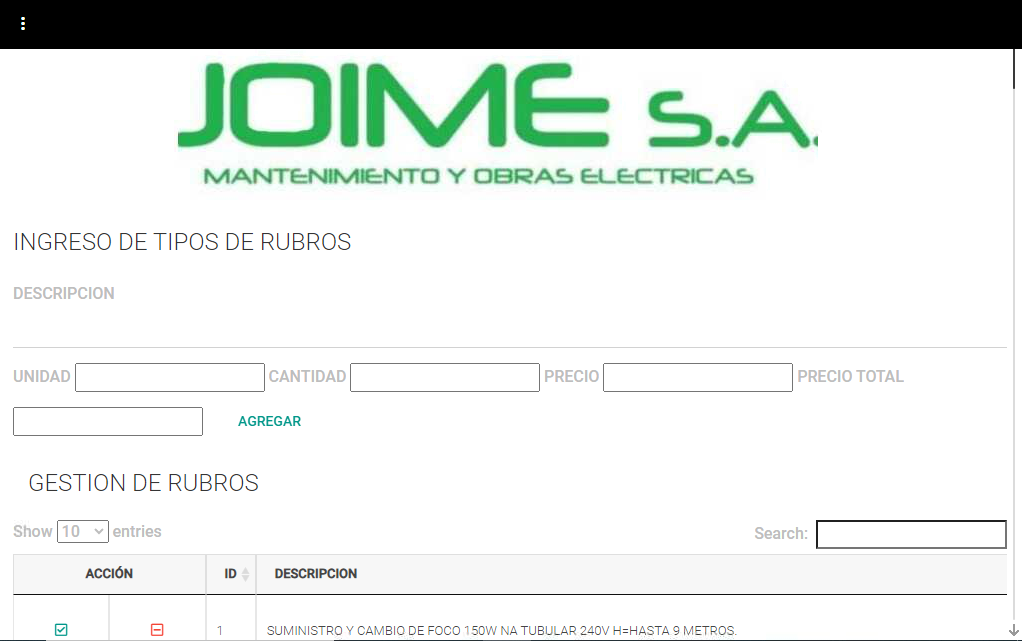 JOIME S.A.
MANTENIMIENTO Y OBRAS ELECTRICAS
INGRESO DE TIPOS DE RUBROS
DESCRIPCION
UNIDAD CANTIDAD PRECIO PRECIO TOTAL
AGREGAR
GESTION DE RUBROS
Show 10 entries Search:
ACCIÓN ID DESCRIPCION
1 SUMINISTRO Y CAMBIO DE FOCO 150W NA TUBULAR 240V H=HASTA 9 METROS.